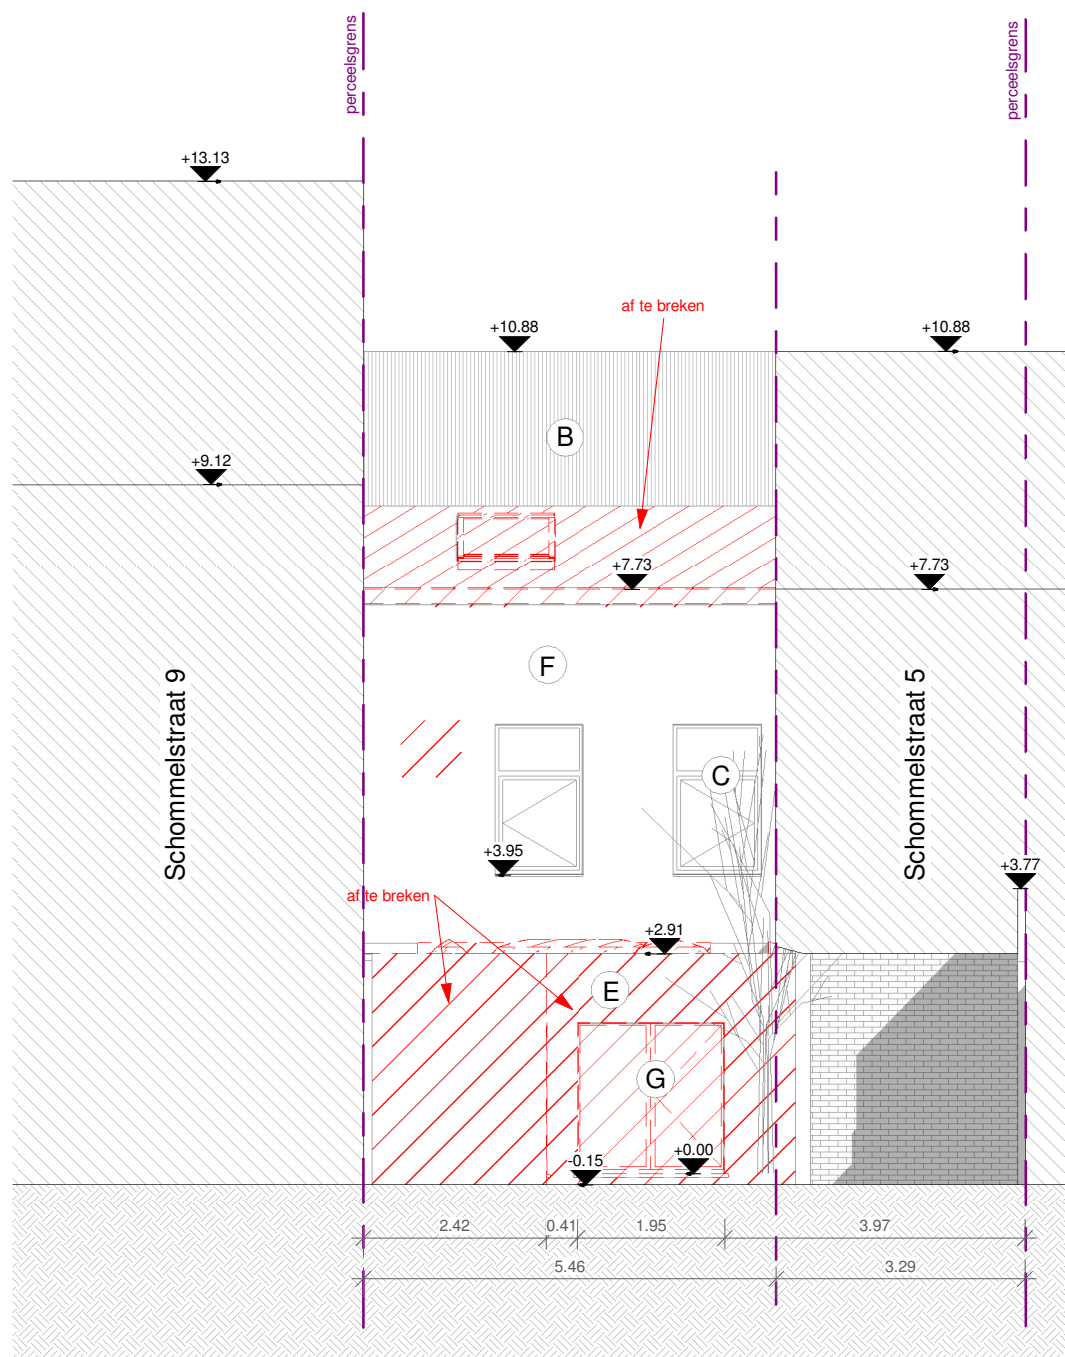 perceelsgrens
perceelsgrens
+13.13
af te breken
+10.88
+10.88
B
+9.12
+7.73
+7.73
F
Schommelstraat 9
Schommelstraat 5
C
+3.95
+3.77
af te breken
+2.91
E
G
+0.00
-0.15
2.42
0.41
1.95
3.97
5.46
3.29